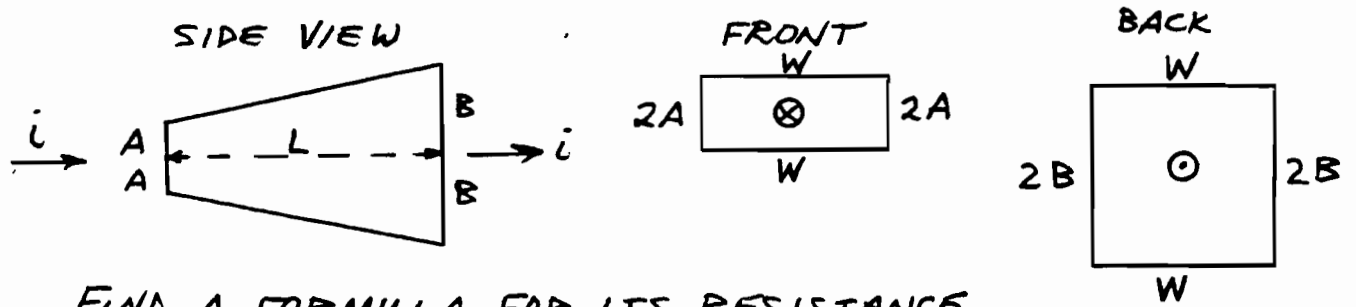 SIDE VIEW
FRONT
BACK
i
A
A
L
B
B
i
W
2A
2A
W
W
2B
2B
W
FIND A FORMULA FOR ITS RESISTANCE